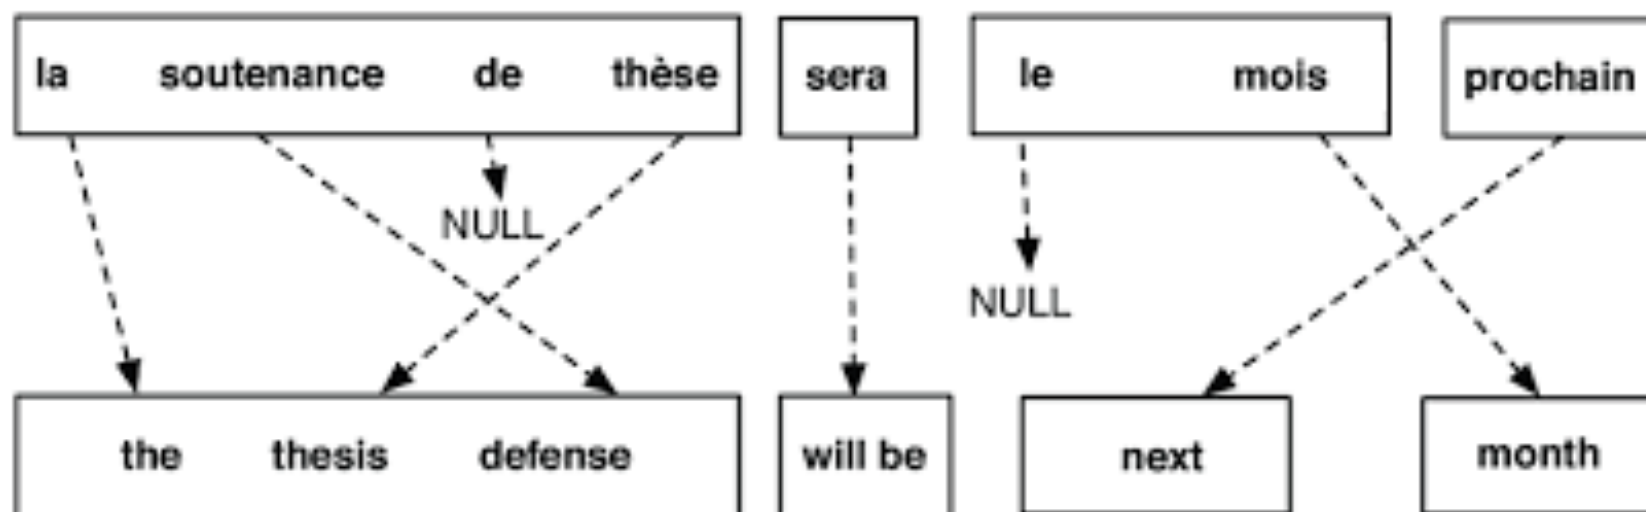 la soutenance de thèse sera le mois prochain
NULL
NULL
the thesis defense will be next month